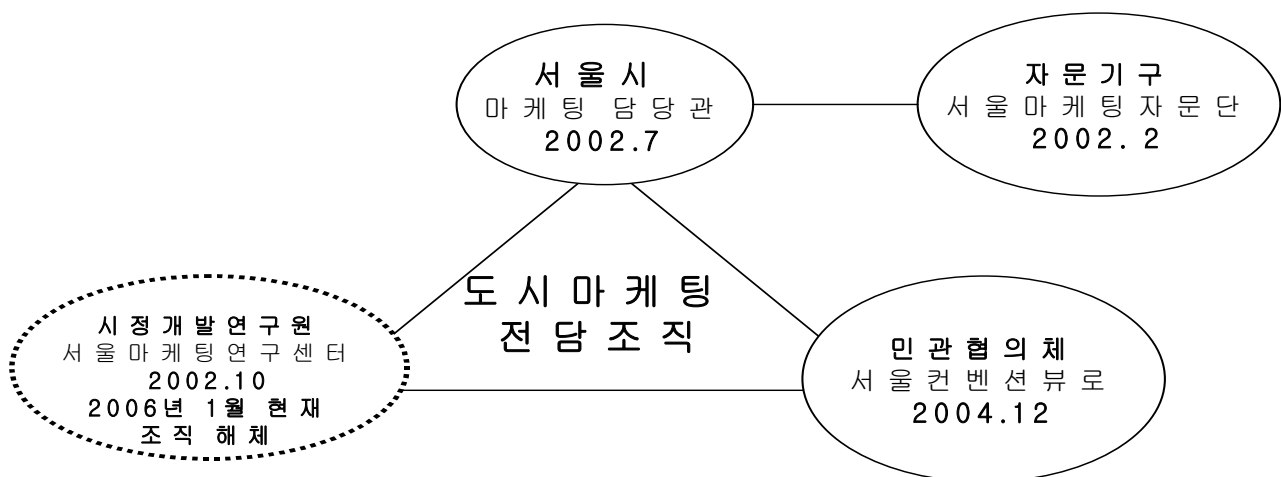 서울시
마케팅 담당관
2002.7
자문기구
서울마케팅자문단
2002. 2
도시마케팅
전담조직
시정개발연구원
서울마케팅연구센터
2002.10
2006년 1월 현재
조직 해체
민관협의체
서울컨벤션뷰로
2004.12